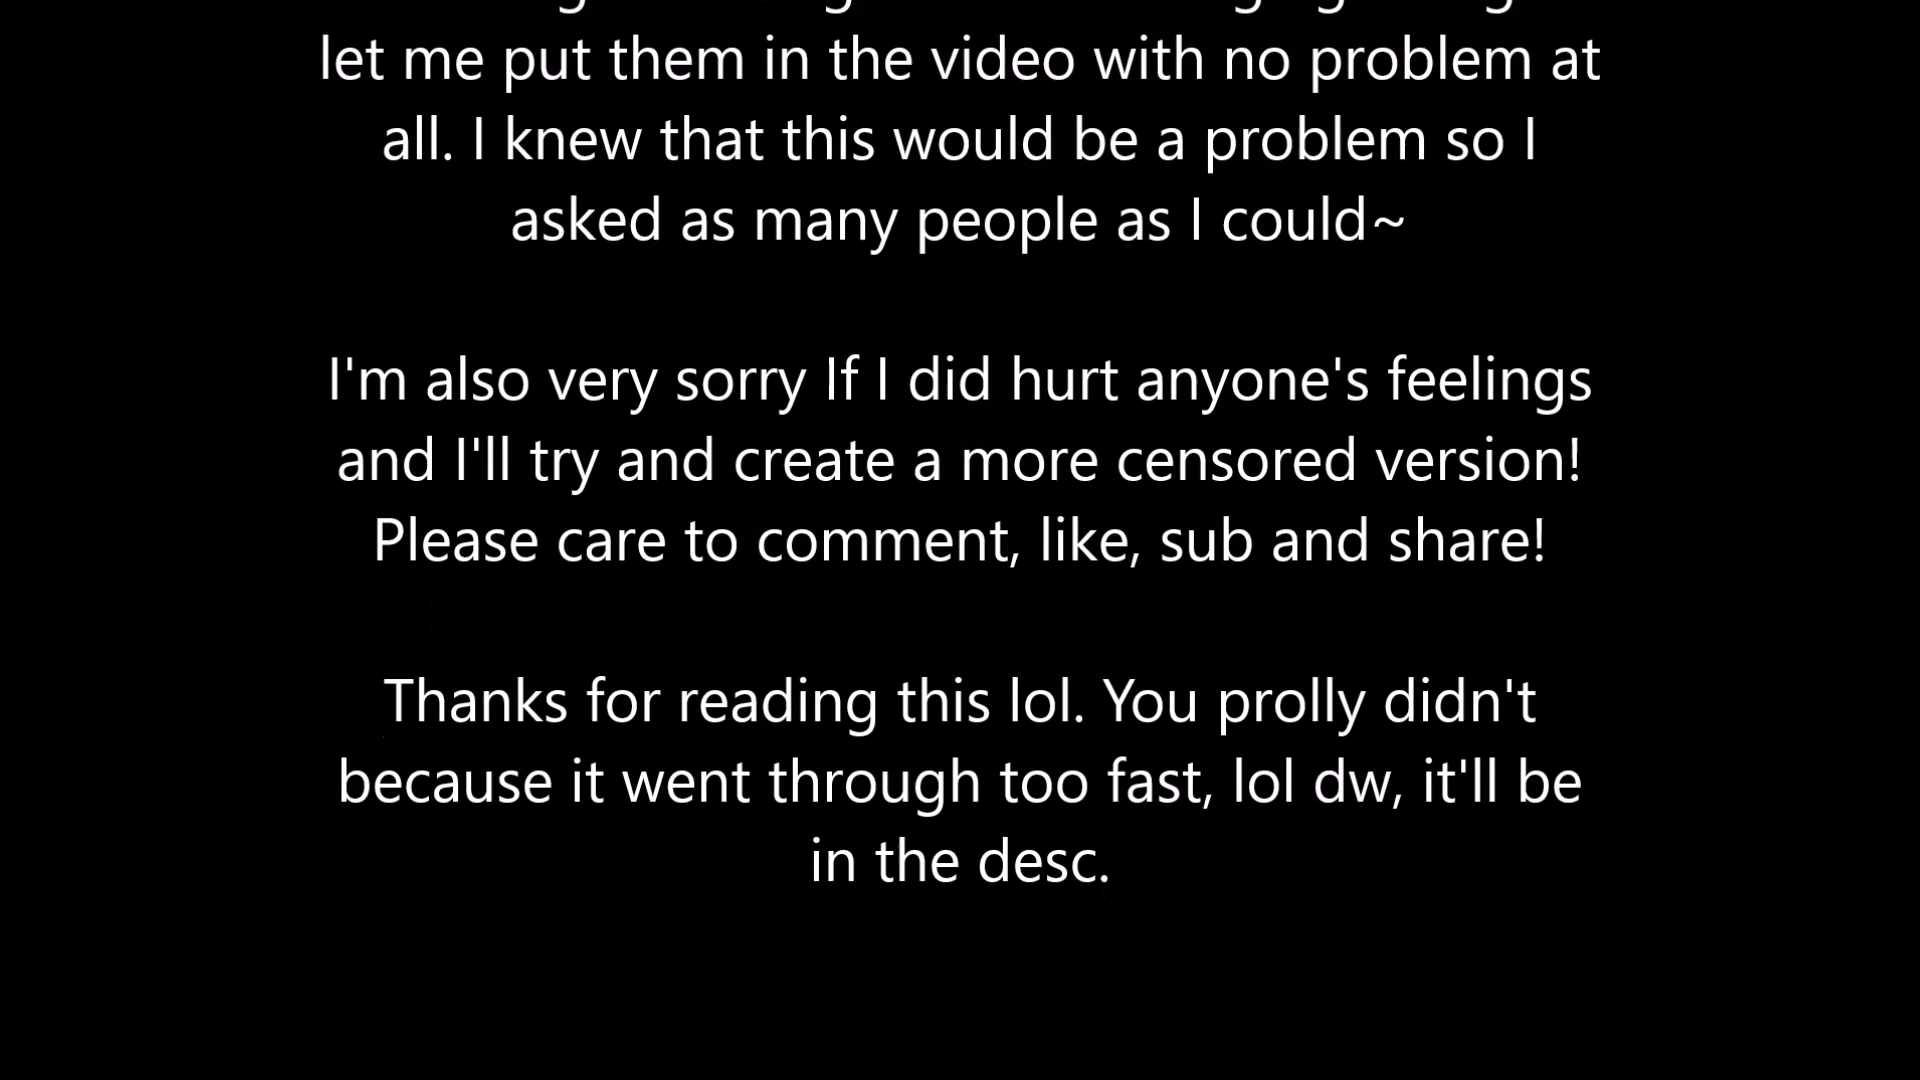 let me put them in the video with no problem at
all. I knew that this would be a problem so I
asked as many people as I could~
I'm also very sorry If I did hurt anyone's feelings
and I'll try and create a more censored version!
Please care to comment, like, sub and share!
Thanks for reading this lol. You prolly didn't
because it went through too fast, lol dw, it'll be
in the desc.